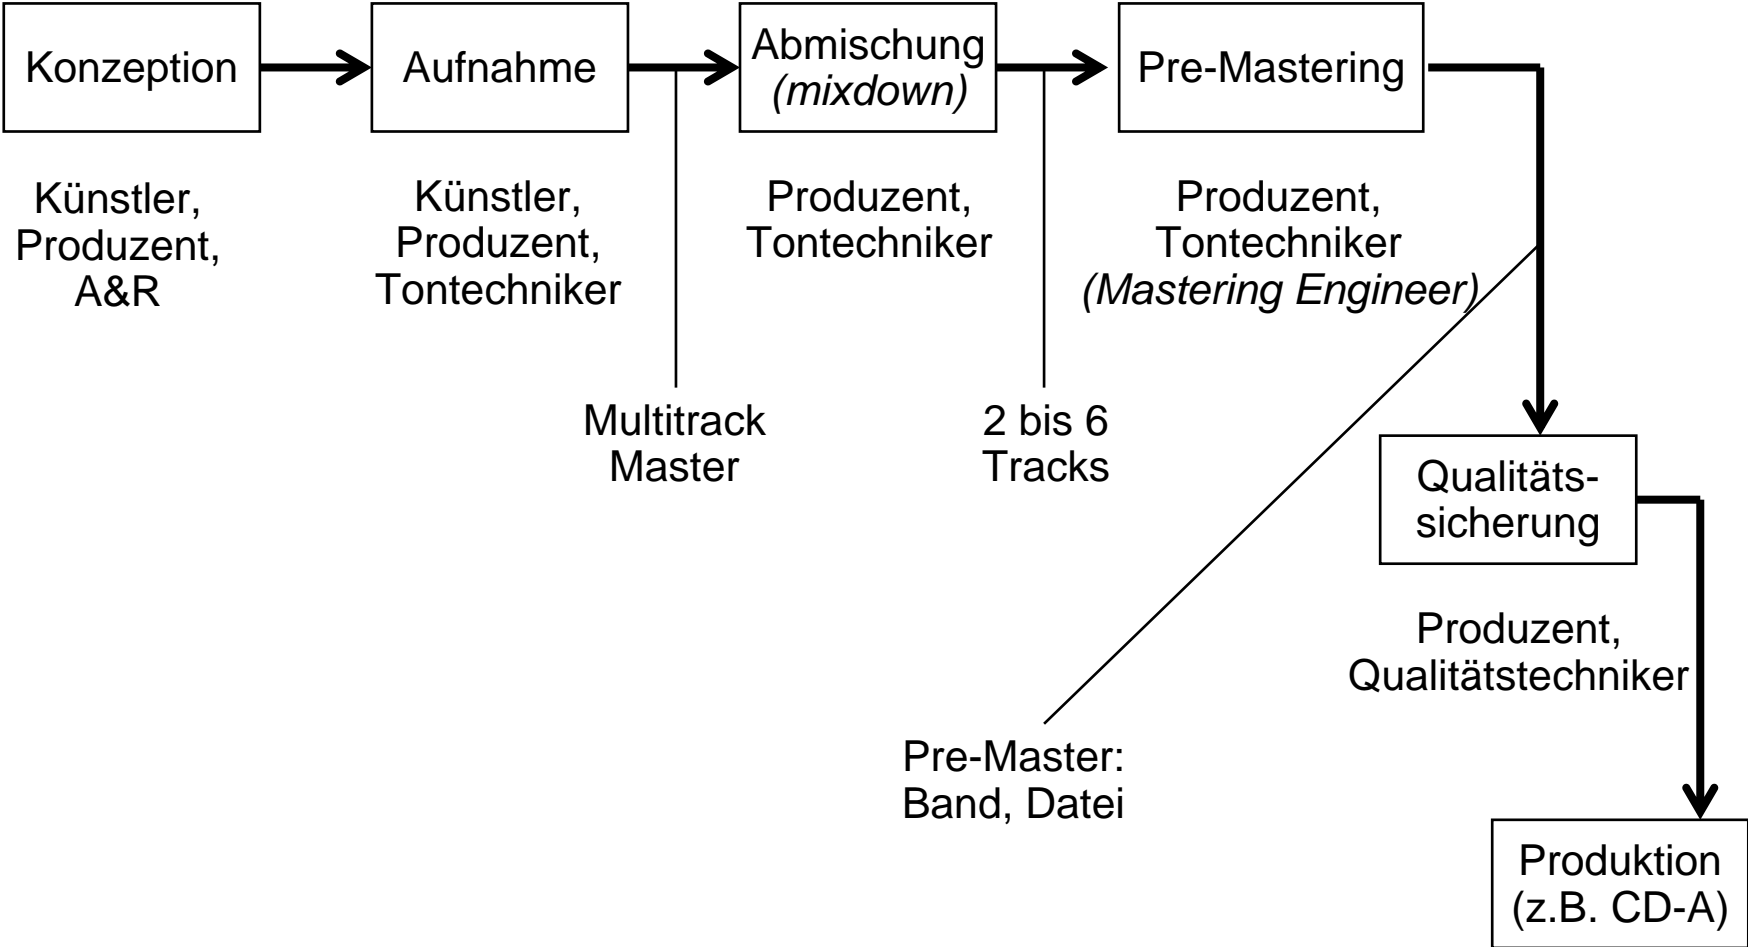 Konzeption
Aufnahme
Abmischung
(mixdown)
Pre-Mastering
Künstler,
Produzent,
A&R
Künstler,
Produzent,
Tontechniker
Produzent,
Tontechniker
Produzent,
Tontechniker
(Mastering Engineer)
Multitrack
Master
2 bis 6
Tracks
Qualitäts-
sicherung
Produzent,
Qualitätstechniker
Pre-Master:
Band, Datei
Produktion
(z.B. CD-A)